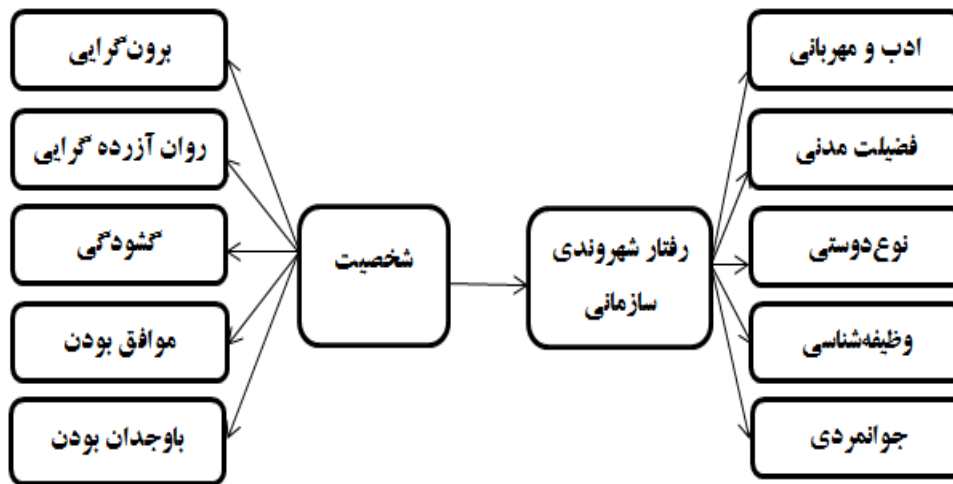 ادب و مهربانی
فضیلت مدنی
نوع‌دوستی
وظیفه‌شناسی
جوانمردی
رفتار شهروندی
سازمانی
شخصیت
برون‌گرایی
روان آزرده گرایی
گشودگی
موافق بودن
باوجدان بودن